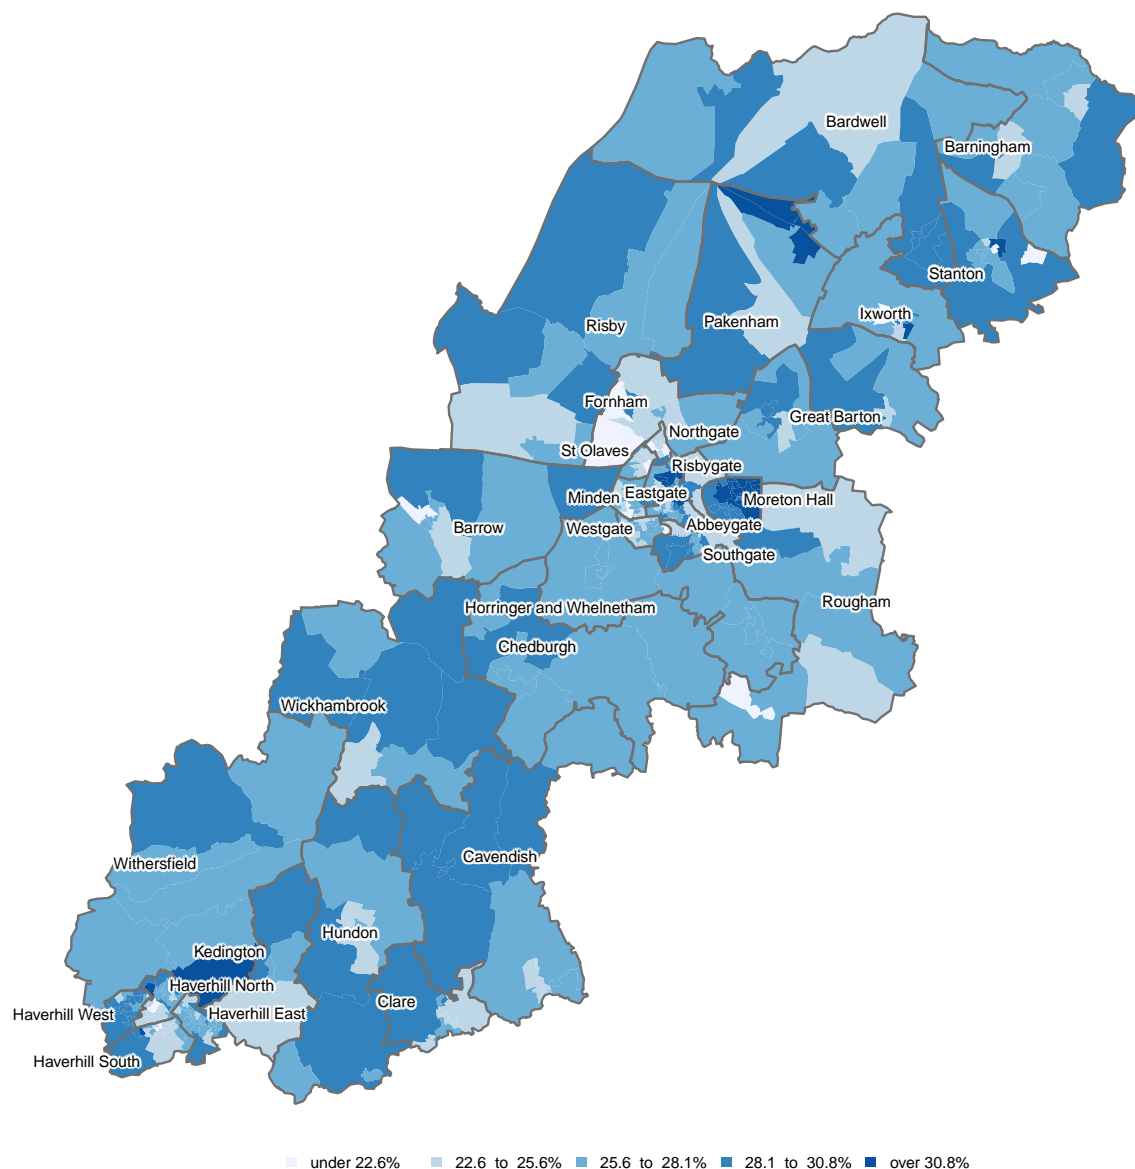 Bardwell
Barningham
Stanton
Ixworth
Pakenham
Risby
Fornham
Great Barton
Northgate
St Olaves
Risbygate
Minden
Eastgate
Moreton Hall
Barrow
Westgate
Abbeygate
Southgate
Rougham
Horringer and Whelnetham
Chedburgh
Wickhambrook
Cavendish
Withersfield
Hundon
Kedington
Haverhill North
Clare
Haverhill West
Haverhill East
Haverhill South
under 22.6% 22.6 to 25.6% 25.6 to 28.1% 28.1 to 30.8% over 30.8%